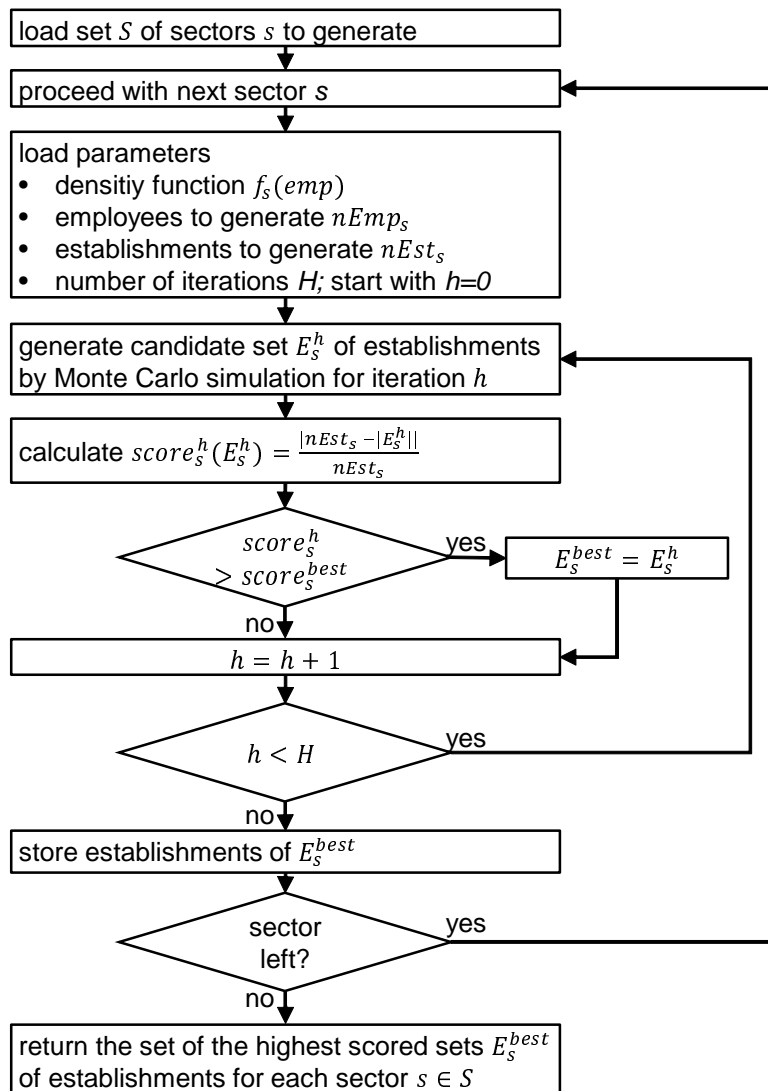 load set S of sectors s to generate
proceed with next sector s
load parameters
• densitiy function f_s(emp)
• employees to generate nEmp_s
• establishments to generate nEst_s
• number of iterations H; start with h=0
generate candidate set E_s^h of establishments
by Monte Carlo simulation for iteration h
calculate score_s^h(E_s^h) = |nEst_s −|E_s^h|| / nEst_s
score_s^h
> score_s^best
yes
E_s^best = E_s^h
no
h = h + 1
h < H
yes
no
store establishments of E_s^best
sector
left?
yes
no
return the set of the highest scored sets E_s^best
of establishments for each sector s ∈ S